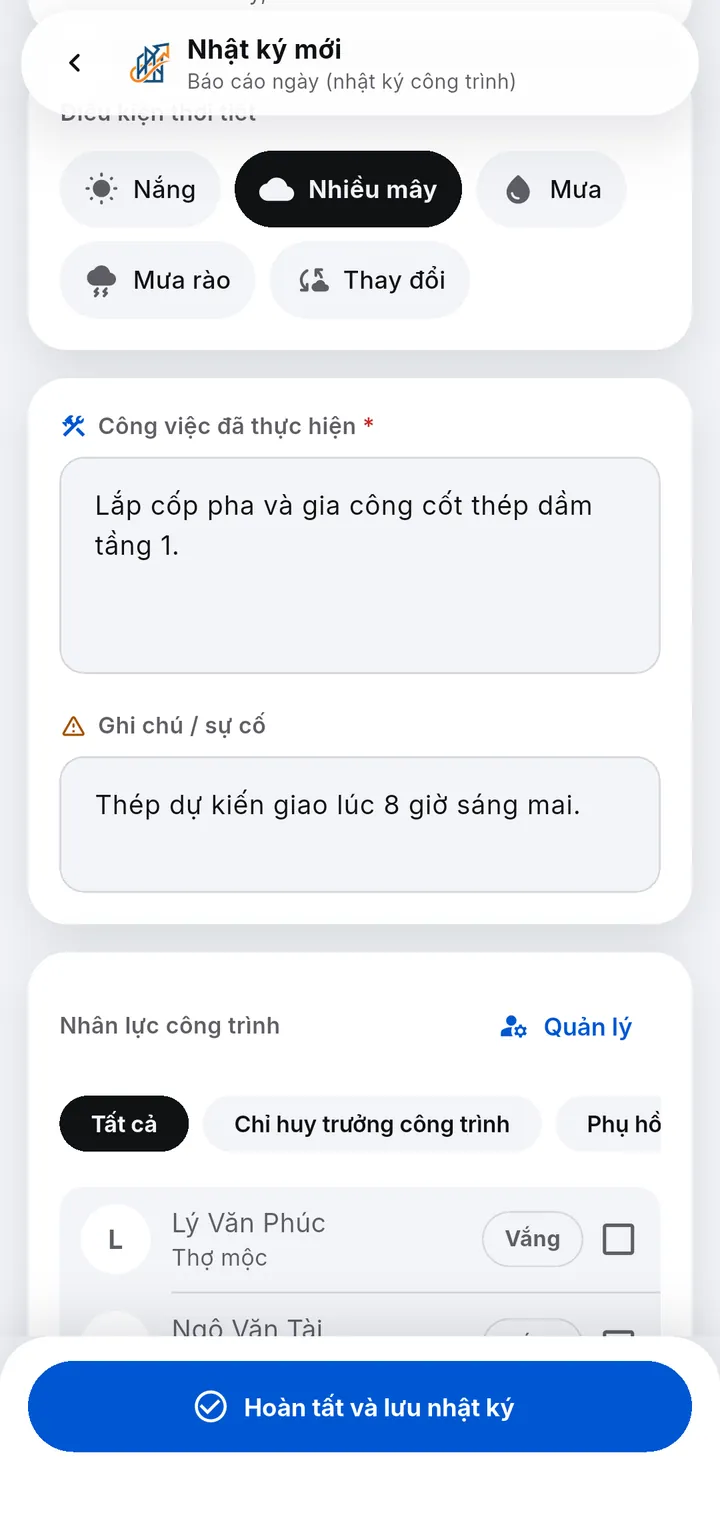 Nhật ký mới
Báo cáo ngày (nhật ký công trình)
Điều kiện thời tiết
Nắng
Nhiều mây
Mưa
Mưa rào
Thay đổi
Công việc đã thực hiện *
Lắp cốp pha và gia công cốt thép dầm
tầng 1.
Ghi chú / sự cố
Thép dự kiến giao lúc 8 giờ sáng mai.
Nhân lực công trình
Quản lý
Tất cả
Chỉ huy trưởng công trình
Phụ hồ
L
Lý Văn Phúc
Thợ mộc
Vắng
Ngô Văn Tài
Hoàn tất và lưu nhật ký